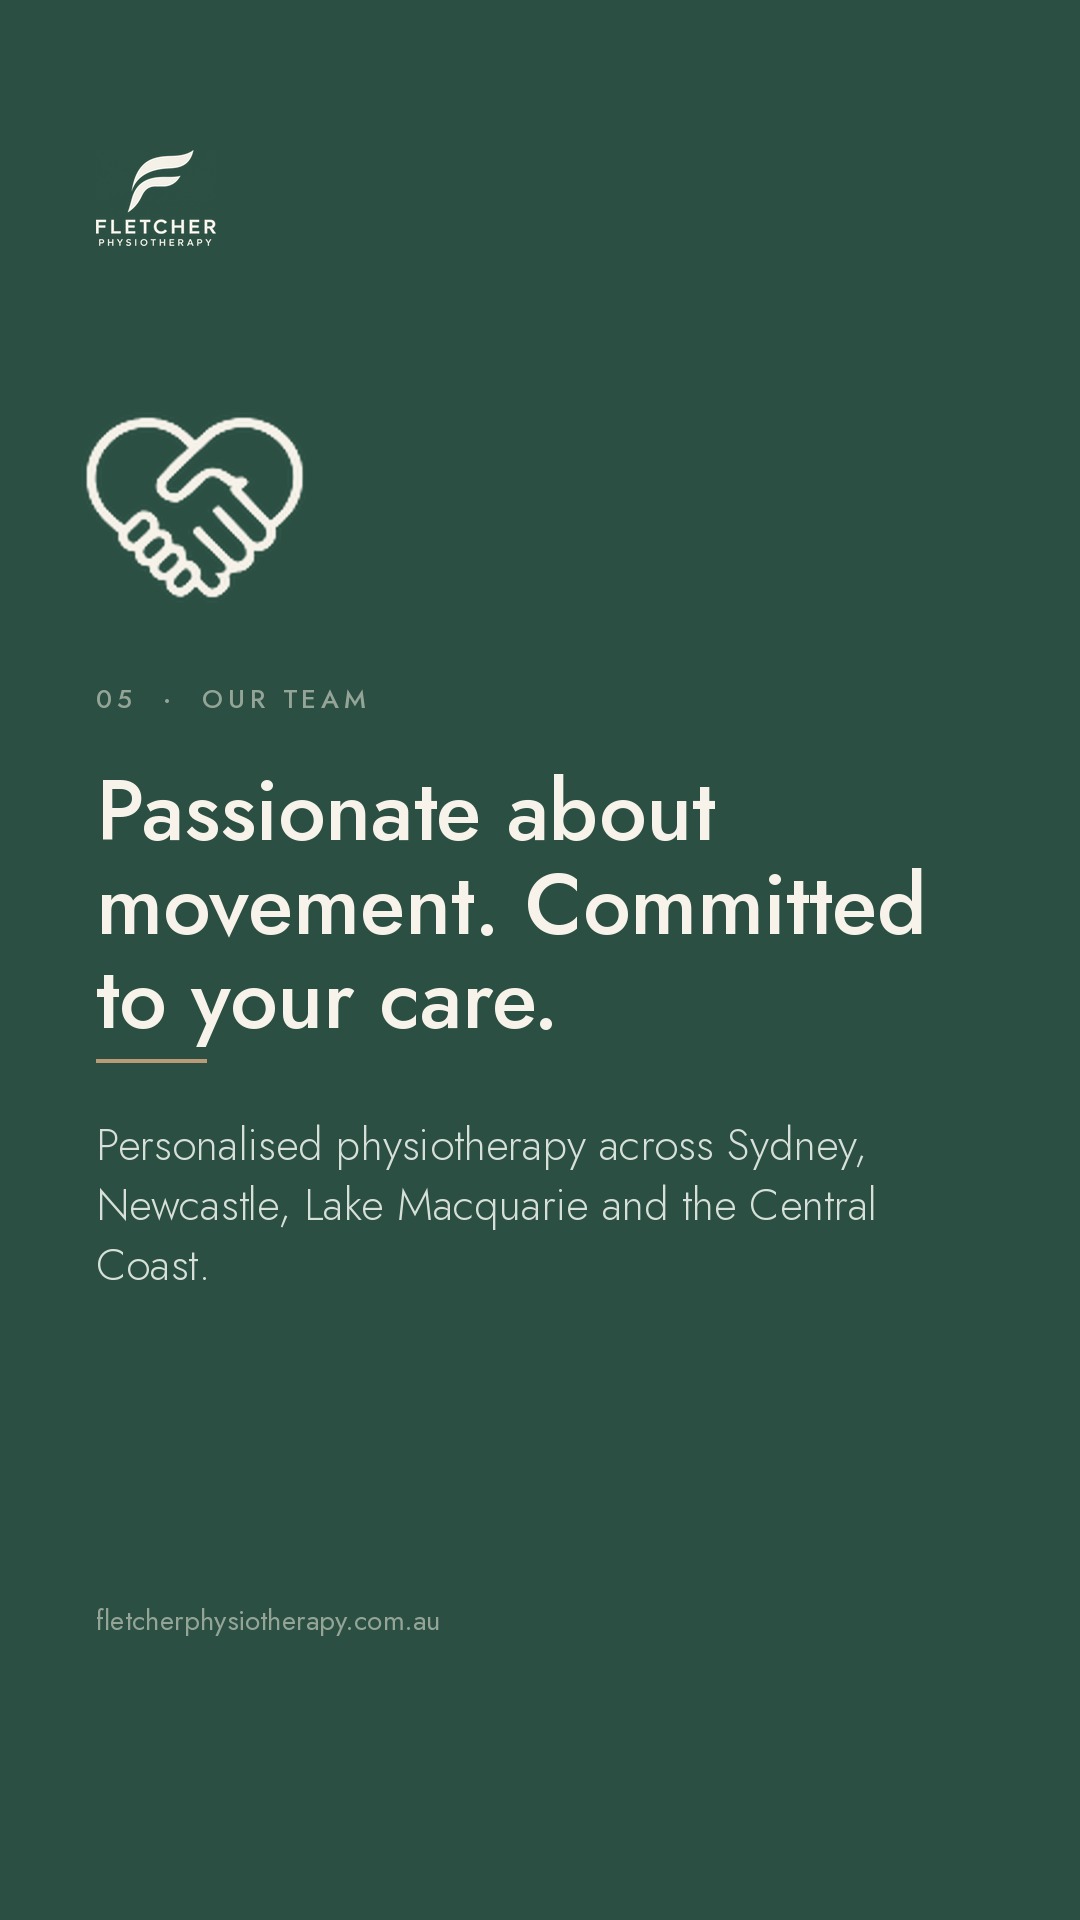 FLETCHER
PHYSIOTHERAPY
05 · OUR TEAM
Passionate about
movement. Committed
to your care.
Personalised physiotherapy across Sydney,
Newcastle, Lake Macquarie and the Central
Coast.
fletcherphysiotherapy.com.au